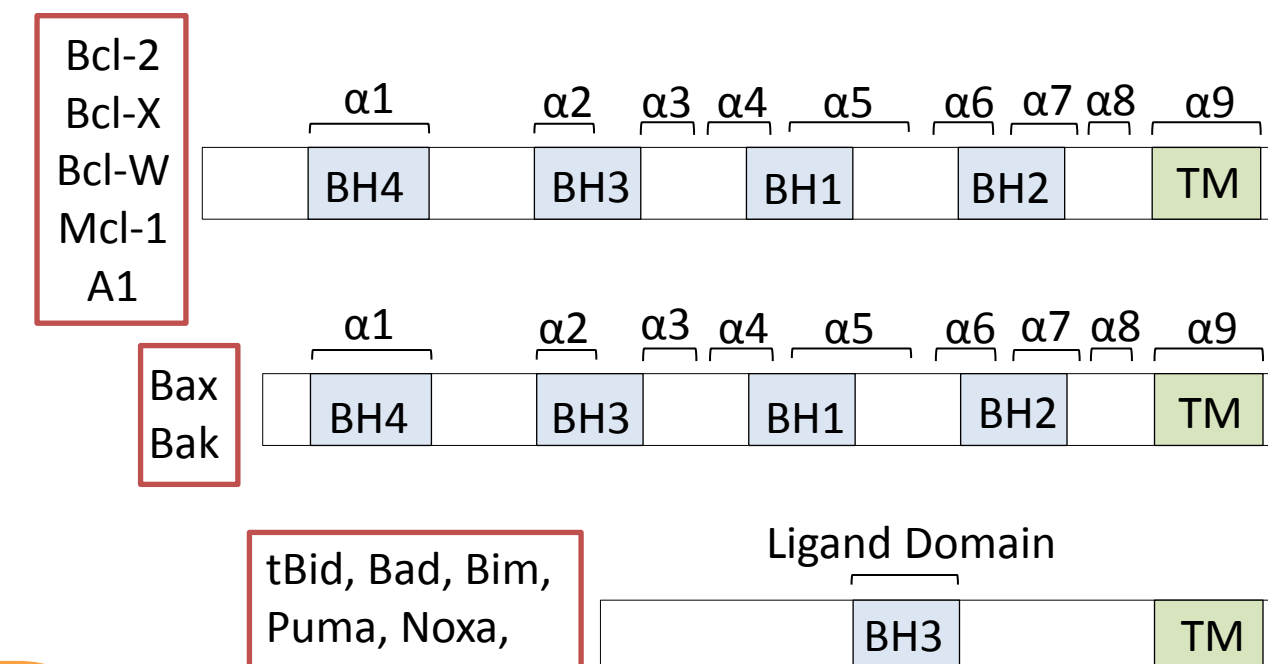 Bcl-2
Bcl-X
Bcl-W
Mcl-1
A1
α1 α2 α3 α4 α5 α6 α7 α8 α9
BH4 BH3 BH1 BH2 TM
Bax
Bak
α1 α2 α3 α4 α5 α6 α7 α8 α9
BH4 BH3 BH1 BH2 TM
tBid, Bad, Bim,
Puma, Noxa,
Ligand Domain
BH3 TM